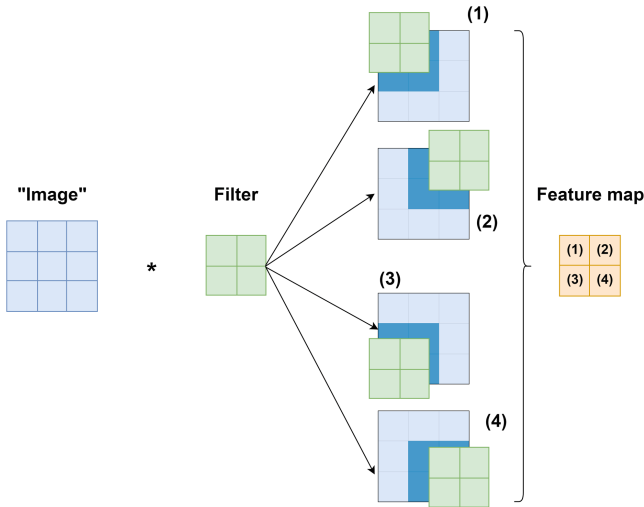 (1)
"Image"
Filter
(2)
Feature map
*
(1) (2)
(3) (4)
(3)
(4)